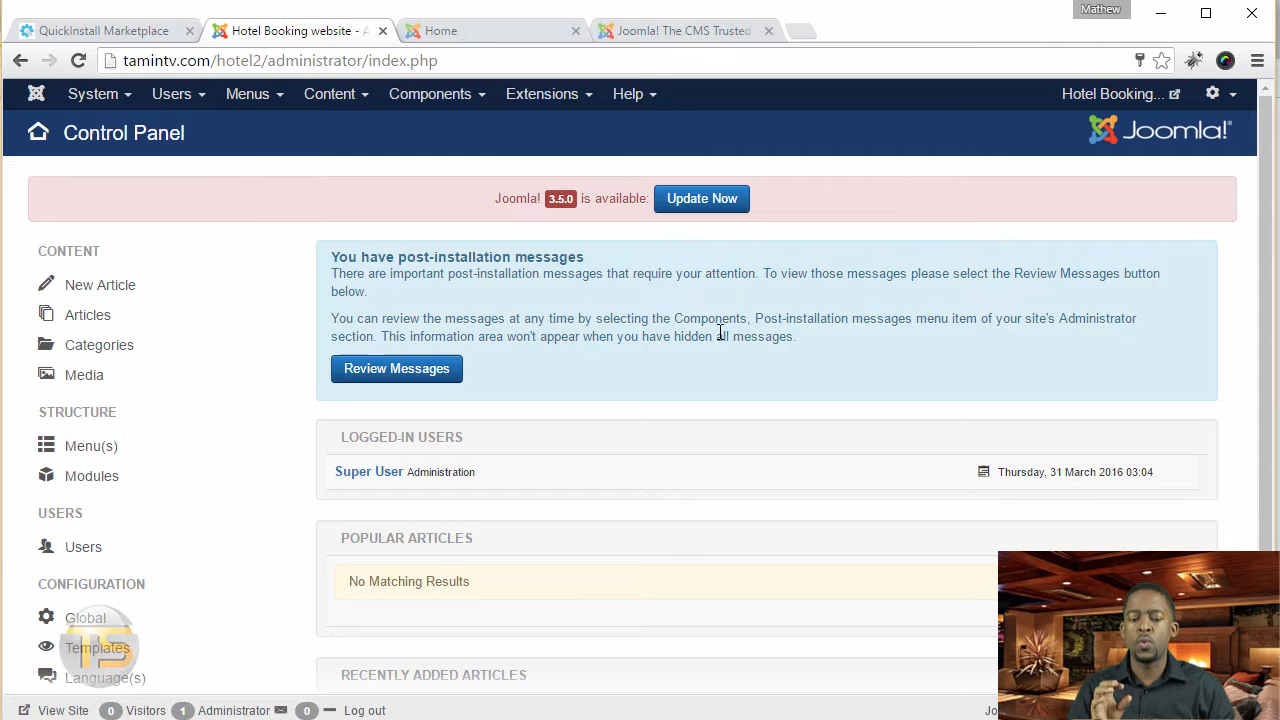 Mathew
QuickInstall Marketplace
Hotel Booking website - A
Home
Joomla! The CMS Trusted
tamintv.com/hotel2/administrator/index.php
System Users Menus Content Components Extensions Help Hotel Booking...
Control Panel
Joomla!
Joomla! 3.5.0 is available: Update Now
CONTENT
New Article
Articles
Categories
Media
STRUCTURE
Menu(s)
Modules
USERS
Users
CONFIGURATION
Global
Templates
Language(s)
TS
You have post-installation messages
There are important post-installation messages that require your attention. To view those messages please select the Review Messages button
below.
You can review the messages at any time by selecting the Components, Post-installation messages menu item of your site's Administrator
section. This information area won't appear when you have hidden all messages.
Review Messages
LOGGED-IN USERS
Super User Administration Thursday, 31 March 2016 03:04
POPULAR ARTICLES
No Matching Results
RECENTLY ADDED ARTICLES
View Site 0 Visitors 1 Administrator 0 Log out
Jo